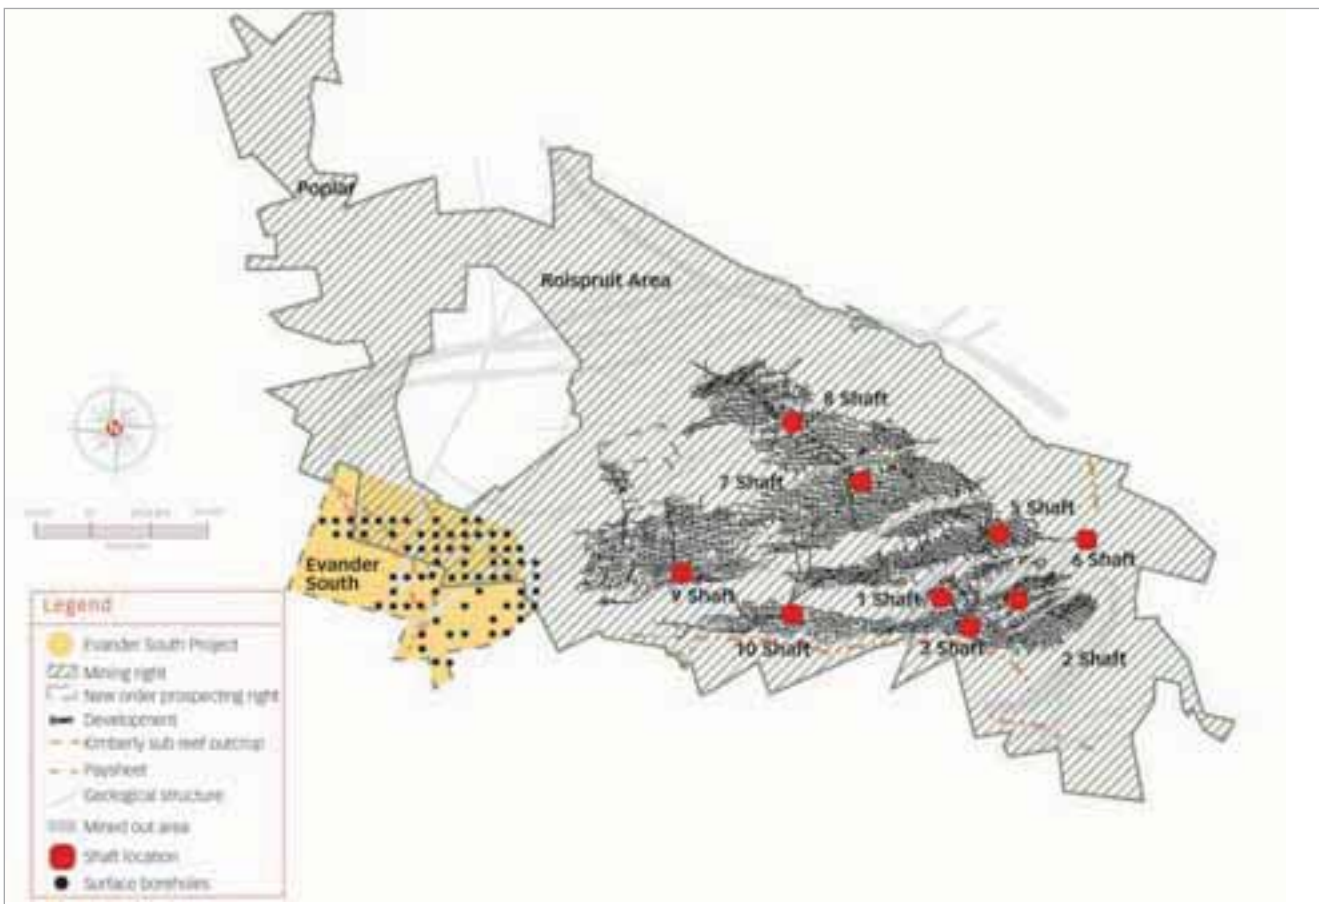 Poplar
Rolspruit Area
8 Shaft
7 Shaft
5 Shaft
6 Shaft
Evander
South
9 Shaft
1 Shaft
10 Shaft
3 Shaft
2 Shaft
N
Legend
Evander South Project
Mining right
New order prospecting right
Development
Kimberly sub reef outcrop
Paysheet
Geological structure
Mined out area
Shaft location
Surface boreholes